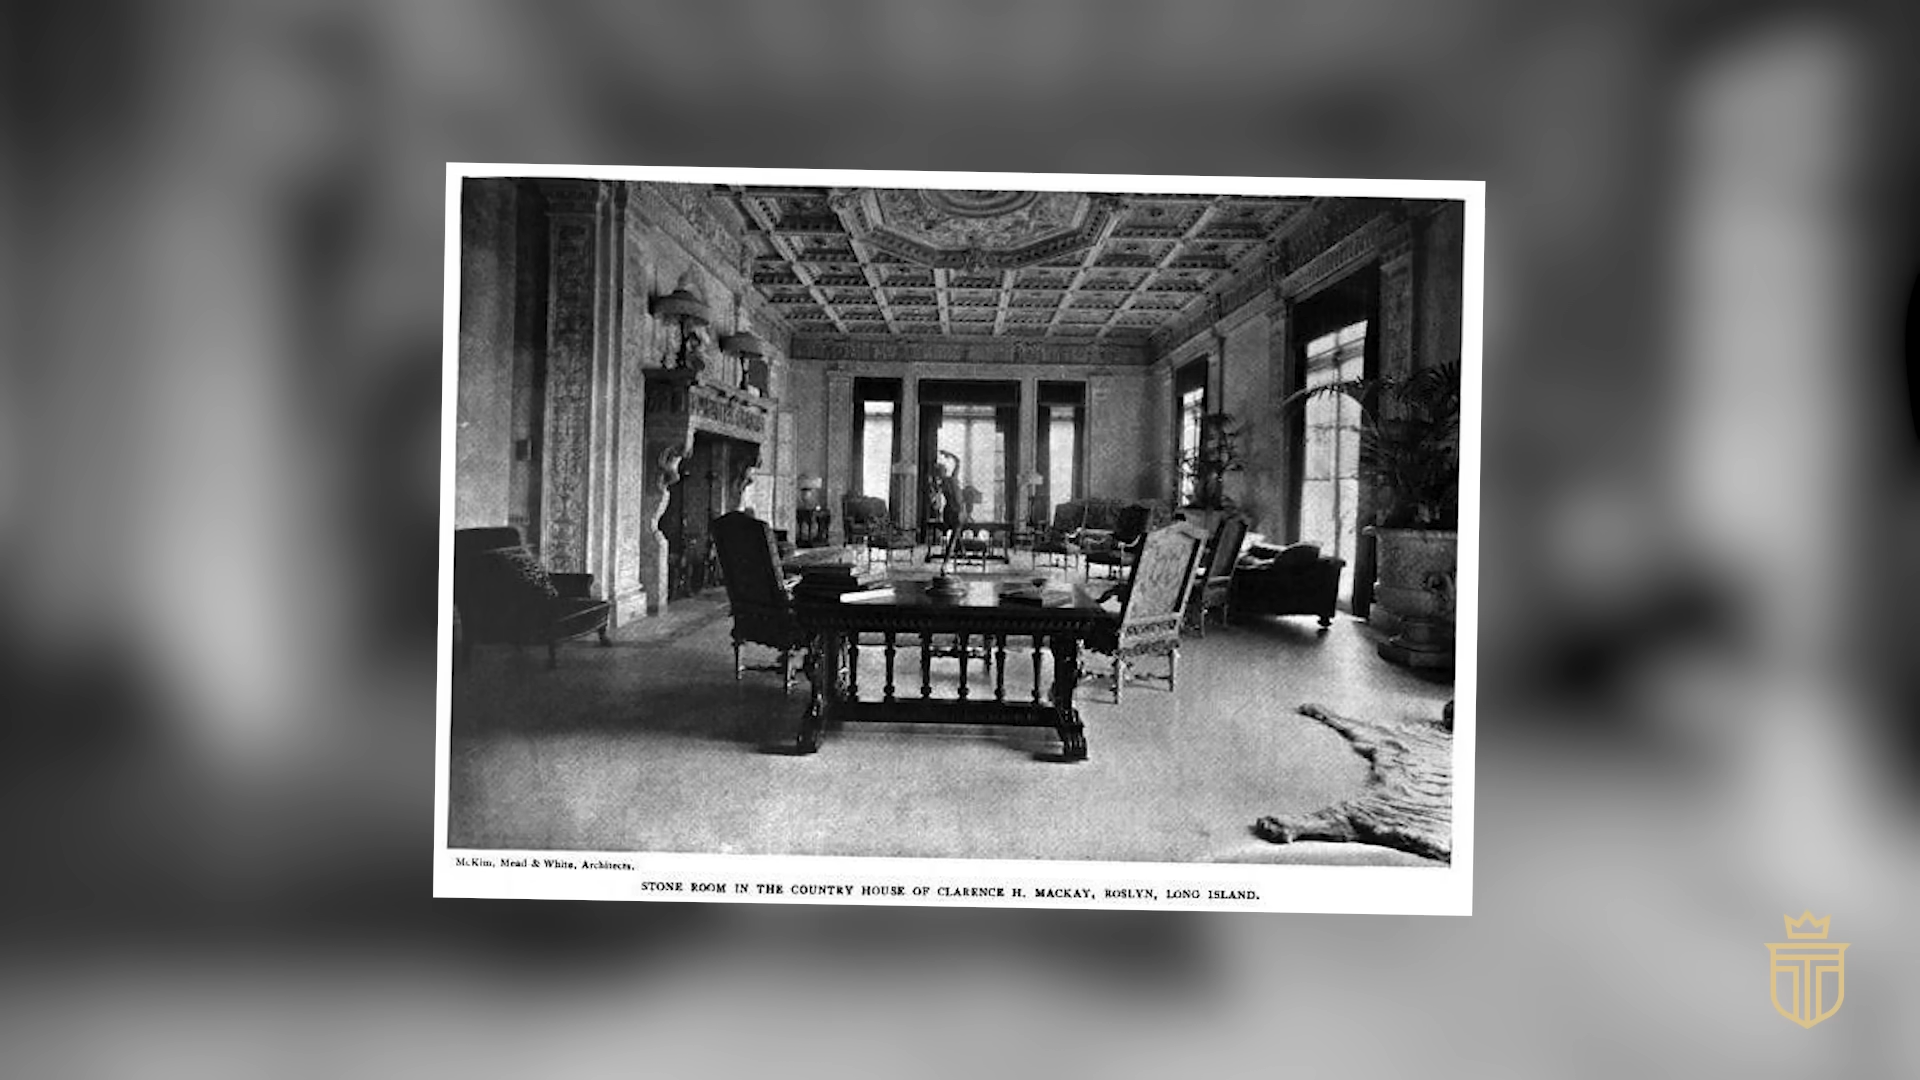 McKim, Mead & White, Architects.
STONE ROOM IN THE COUNTRY HOUSE OF CLARENCE H. MACKAY, ROSLYN, LONG ISLAND.